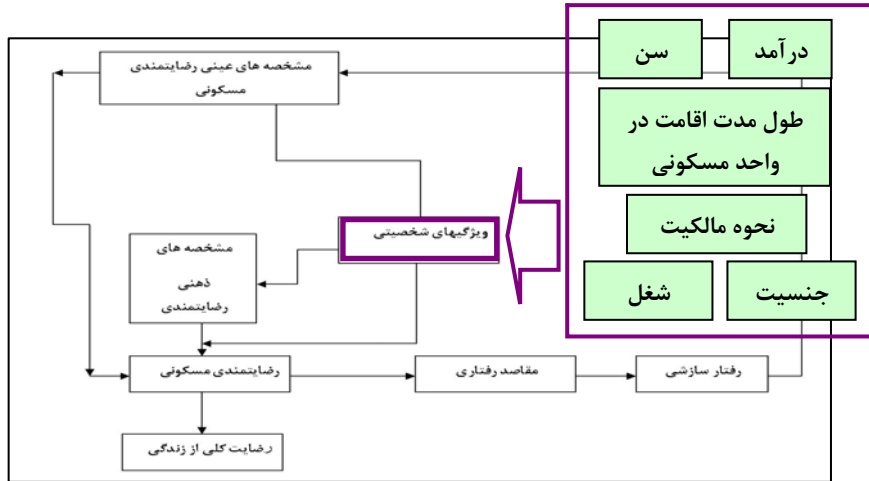 درآمد
سن
طول مدت اقامت در
واحد مسکونی
نحوه مالکیت
جنسیت
شغل
مشخصه های عینی رضایتمندی
مسکونی
ویژگیهای شخصیتی
مشخصه های
ذهنی
رضایتمندی
رضایتمندی مسکونی
مقاصد رفتاری
رفتار سازشی
رضایت کلی از زندگی